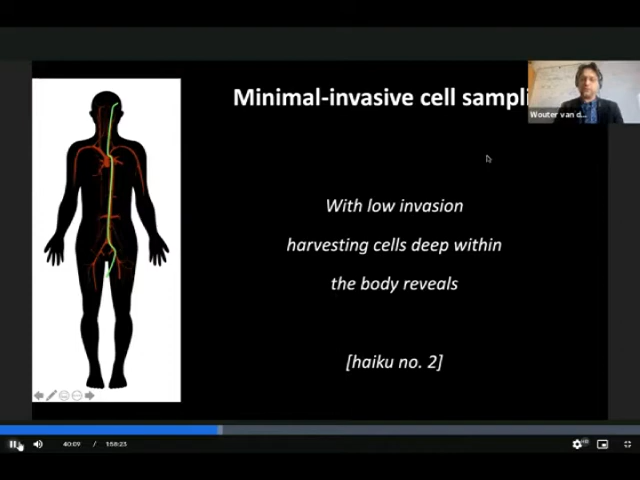 Minimal-invasive cell sampli
Wouter van d...
With low invasion
harvesting cells deep within
the body reveals
[haiku no. 2]
40:09 / 1:58:23